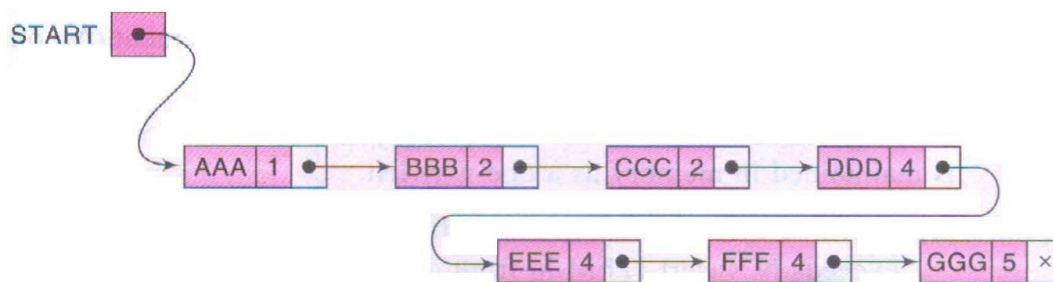 START
AAA 1 BBB 2 CCC 2 DDD 4
EEE 4 FFF 4 GGG 5 ×